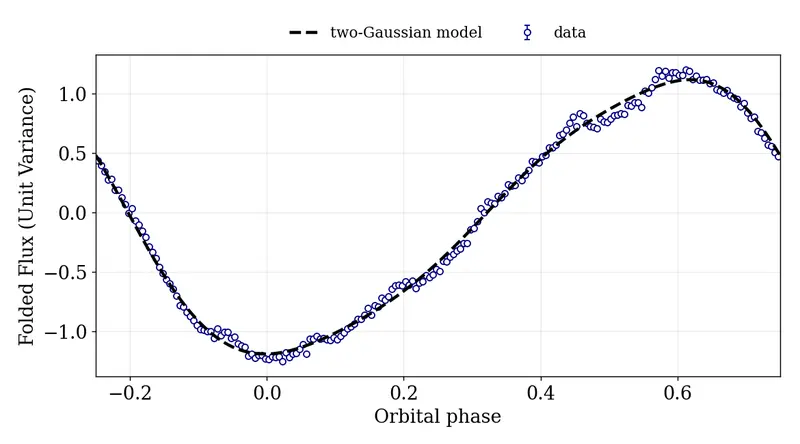 two-Gaussian model
data
Folded Flux (Unit Variance)
1.0
0.5
0.0
−0.5
−1.0
−0.2
0.0
0.2
0.4
0.6
Orbital phase